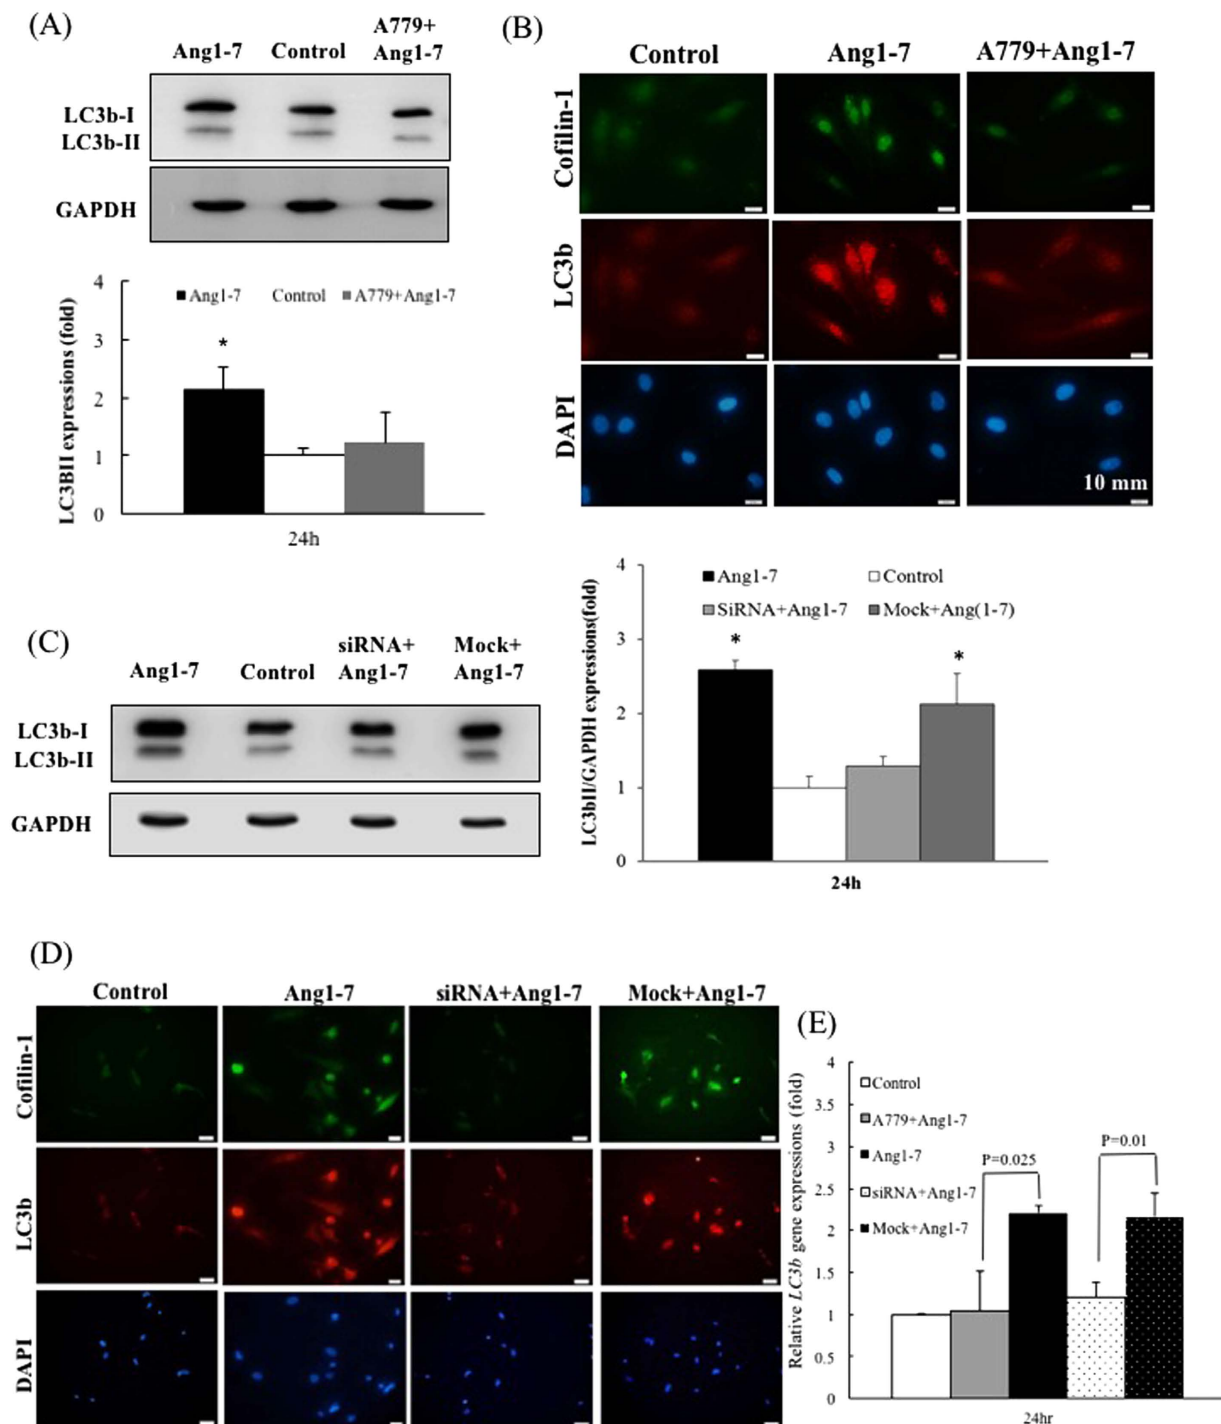 (A)
Ang1-7 Control A779+
Ang1-7
LC3b-I
LC3b-II
GAPDH
LC3BII expressions (fold)
4
3
2
1
0
Ang1-7 Control A779+Ang1-7
*
24h
(B)
Control Ang1-7 A779+Ang1-7
Cofilin-1
LC3b
DAPI
10 mm
(C)
Ang1-7 Control siRNA+
Ang1-7 Mock+
Ang1-7
LC3b-I
LC3b-II
GAPDH
LC3bII/GAPDH expressions(fold)
4
3
2
1
0
Ang1-7 Control
SiRNA+Ang1-7 Mock+Ang(1-7)
*
*
24h
(D)
Control Ang1-7 siRNA+Ang1-7 Mock+Ang1-7
Cofilin-1
LC3b
DAPI
(E)
Relative LC3b gene expressions (fold)
4
3.5
3
2.5
2
1.5
1
0.5
0
Control
A779+Ang1-7
Ang1-7
siRNA+Ang1-7
Mock+Ang1-7
P=0.025
P=0.01
24hr